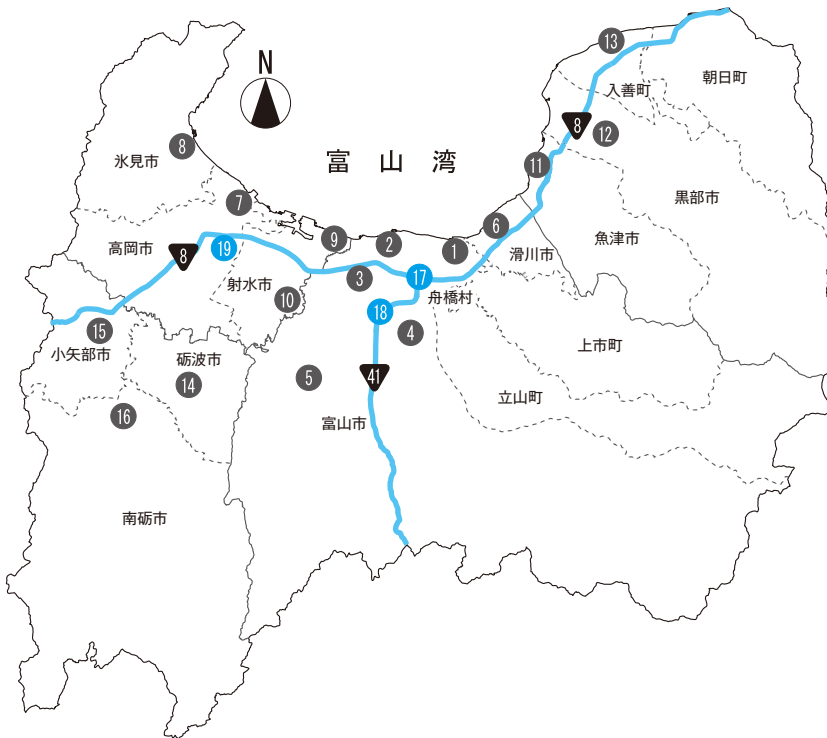 13
朝日町
N
入善町
8
12
8
氷見市
富山湾
11
黒部市
7
6
魚津市
9
2
1
滑川市
高岡市
19
8
17
3
射水市
舟橋村
10
18
4
15
小矢部市
上市町
砺波市
14
5
41
立山町
16
富山市
南砺市